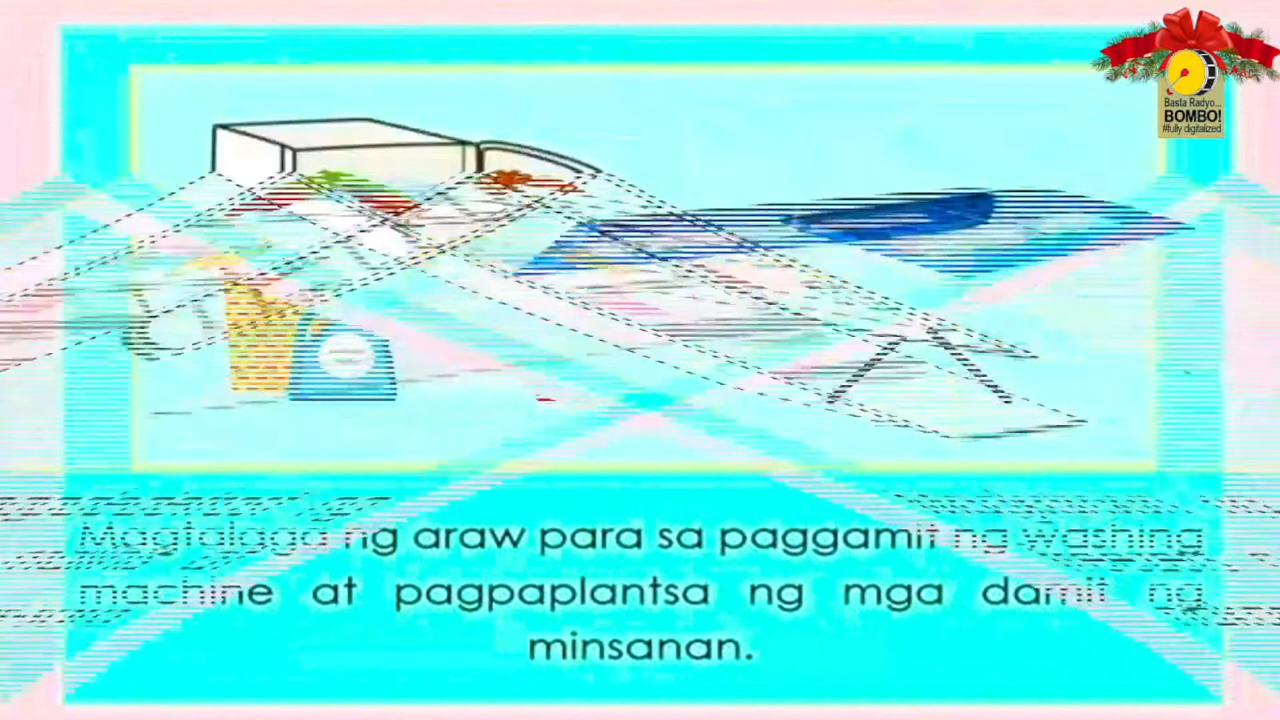 Basta Radyo...
BOMBO!
#fully digitalized
Magtalaga ng araw para sa paggamit ng washing
machine at pagpaplantsa ng mga damit ng
minsanan.